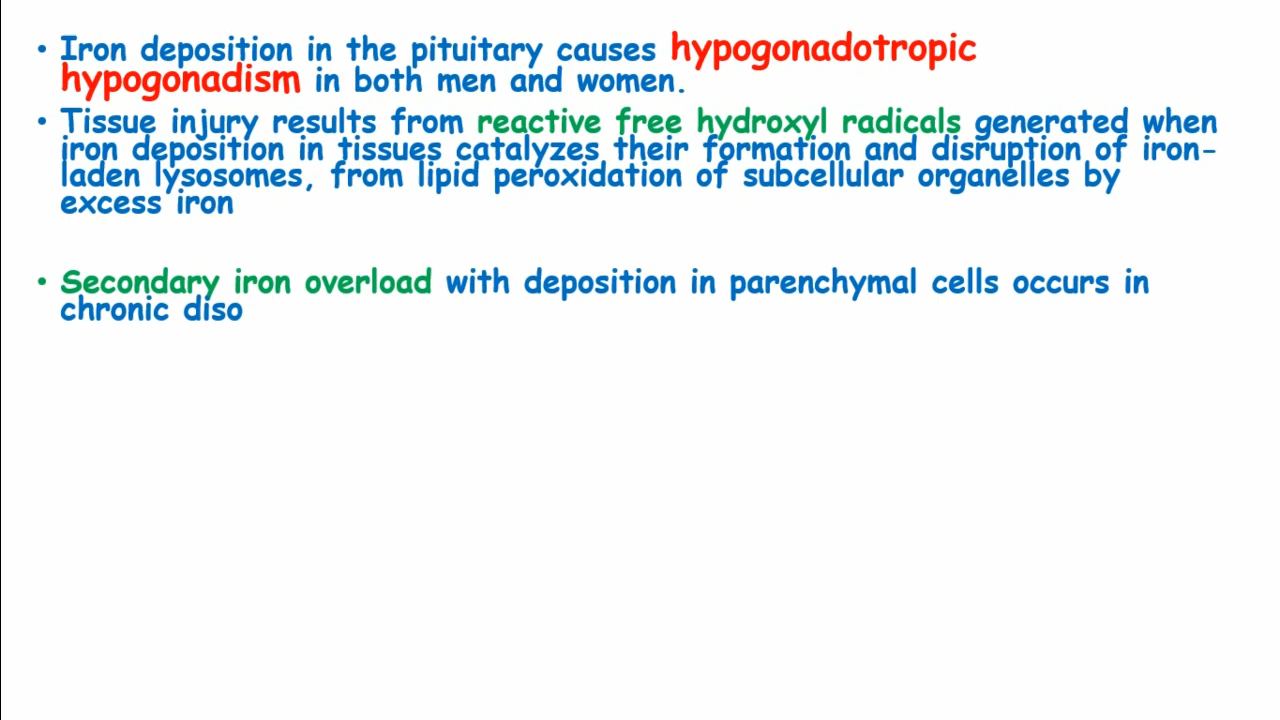 • Iron deposition in the pituitary causes hypogonadotropic
hypogonadism in both men and women.
• Tissue injury results from reactive free hydroxyl radicals generated when
iron deposition in tissues catalyzes their formation and disruption of iron-
laden lysosomes, from lipid peroxidation of subcellular organelles by
excess iron
• Secondary iron overload with deposition in parenchymal cells occurs in
chronic diso